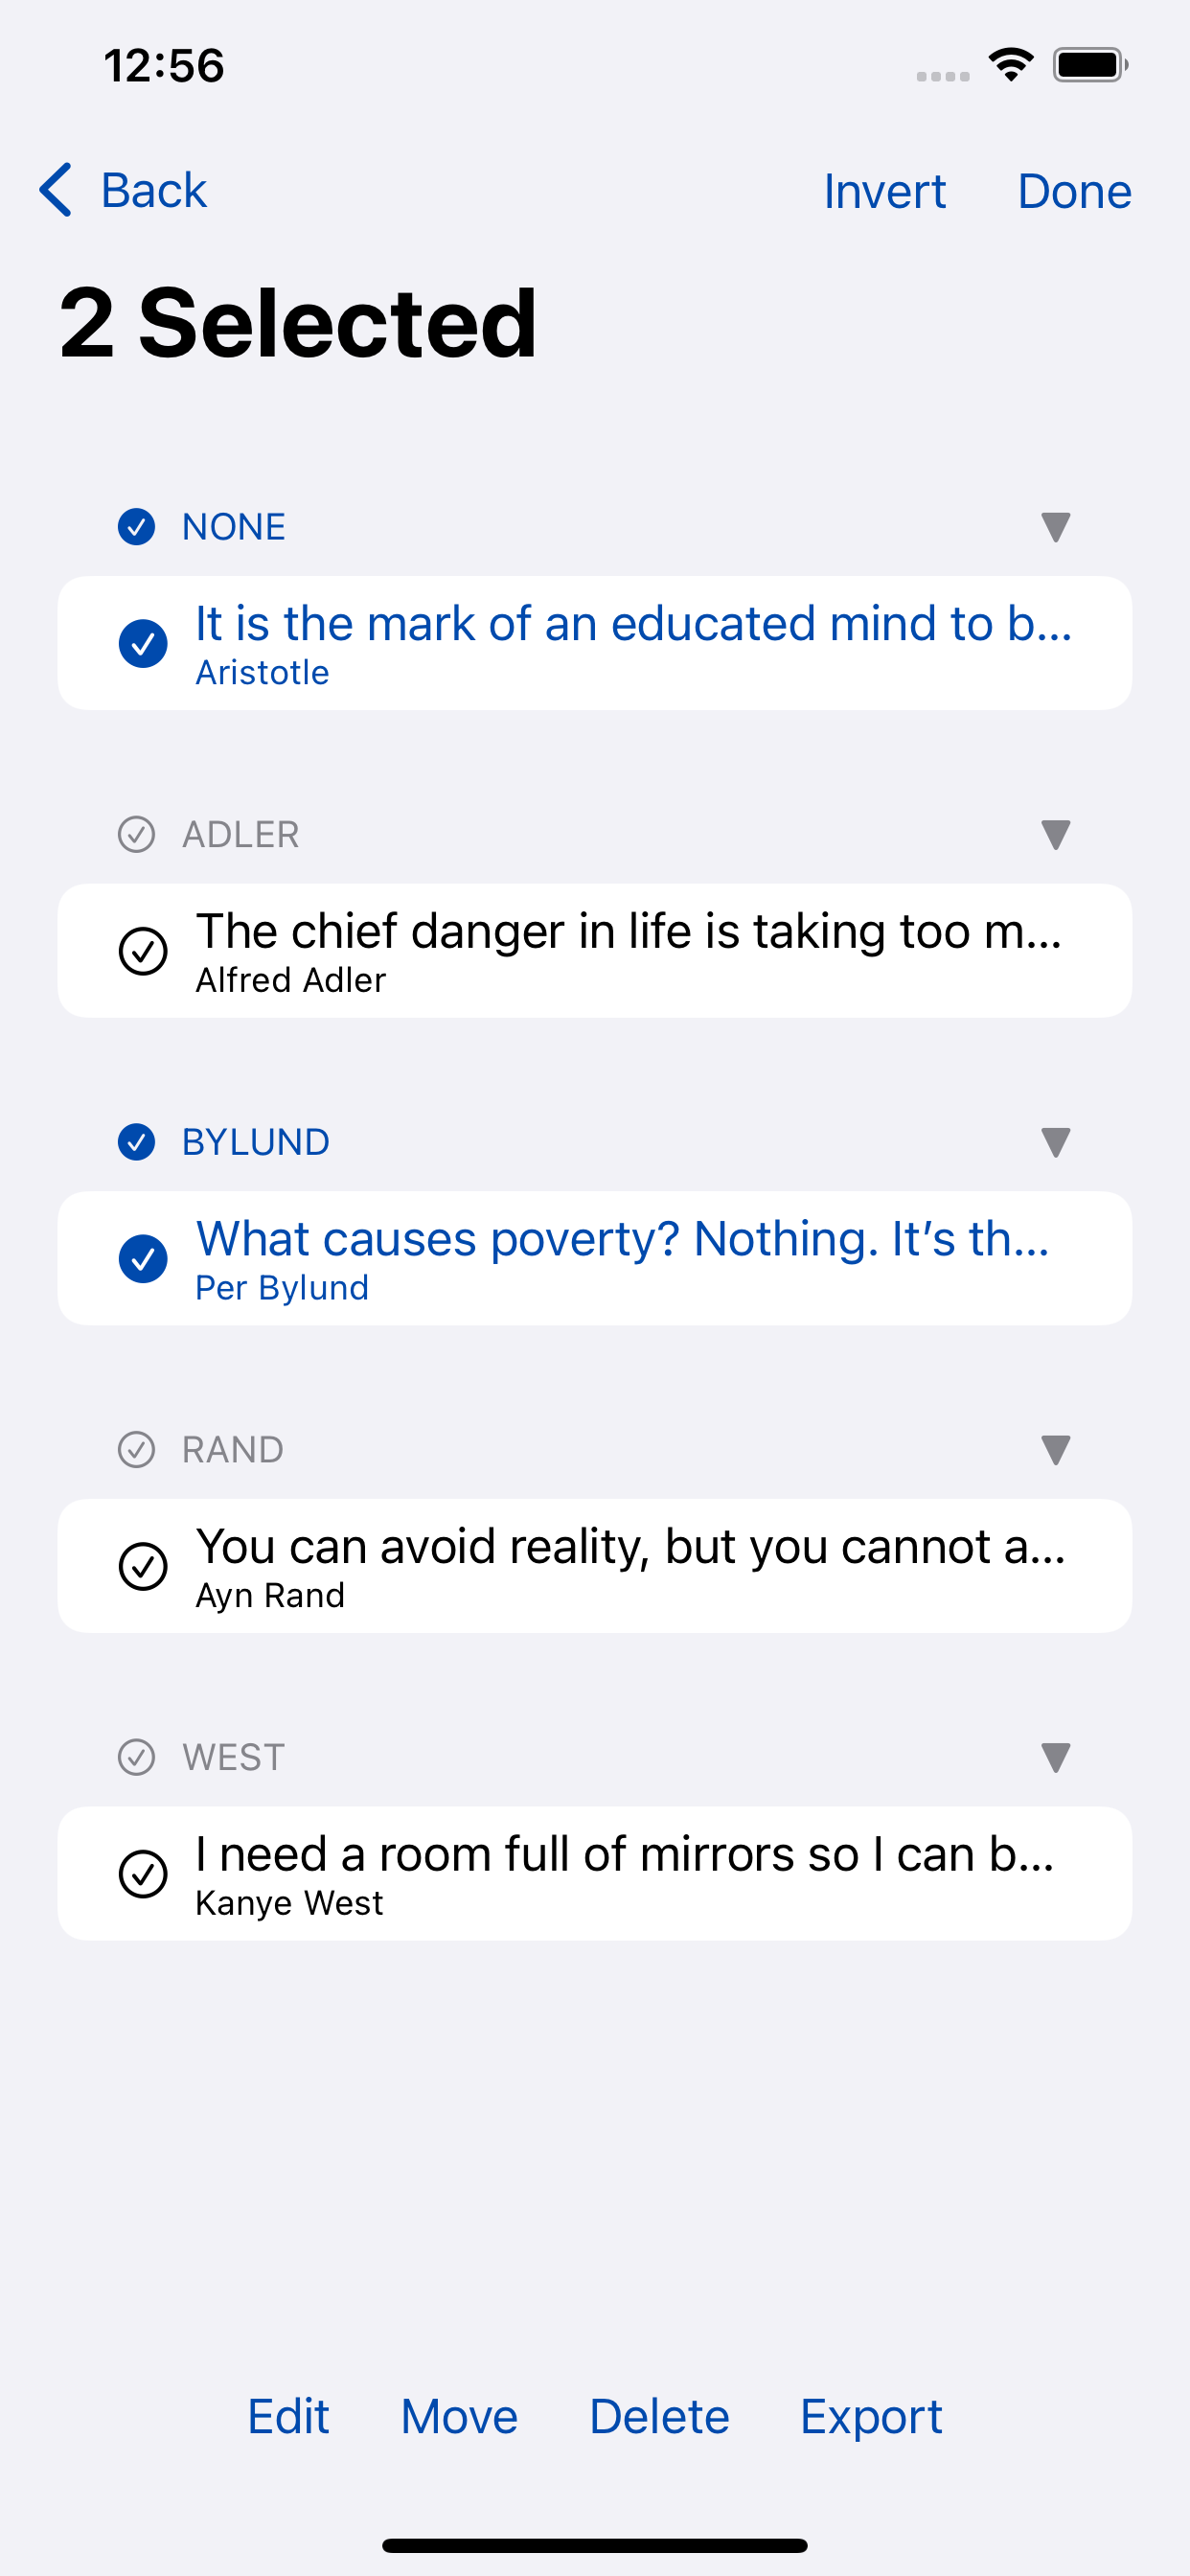 12:56
Back
Invert
Done
2 Selected
NONE
It is the mark of an educated mind to b...
Aristotle
ADLER
The chief danger in life is taking too m...
Alfred Adler
BYLUND
What causes poverty? Nothing. It’s th...
Per Bylund
RAND
You can avoid reality, but you cannot a...
Ayn Rand
WEST
I need a room full of mirrors so I can b...
Kanye West
Edit
Move
Delete
Export